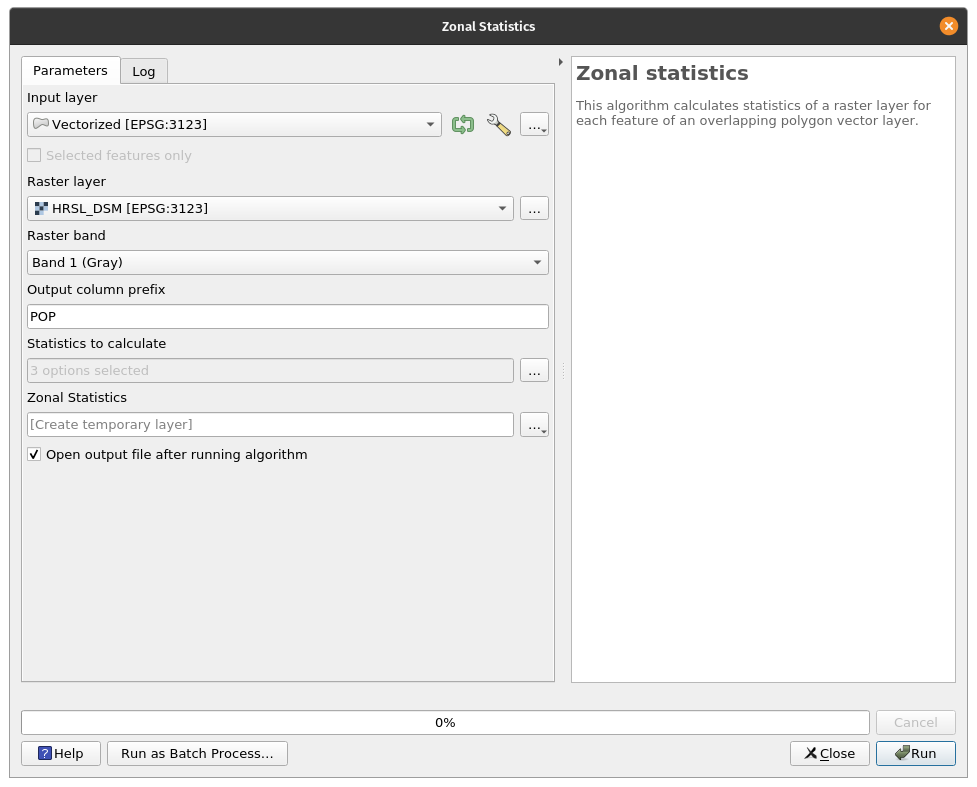 Zonal Statistics
Parameters
Log
Input layer
Vectorized [EPSG:3123]
...
Selected features only
Raster layer
HRSL_DSM [EPSG:3123]
...
Raster band
Band 1 (Gray)
Output column prefix
POP
Statistics to calculate
3 options selected
...
Zonal Statistics
[Create temporary layer]
...
Open output file after running algorithm
Zonal statistics
This algorithm calculates statistics of a raster layer for
each feature of an overlapping polygon vector layer.
0%
Cancel
? Help
Run as Batch Process...
Close
Run